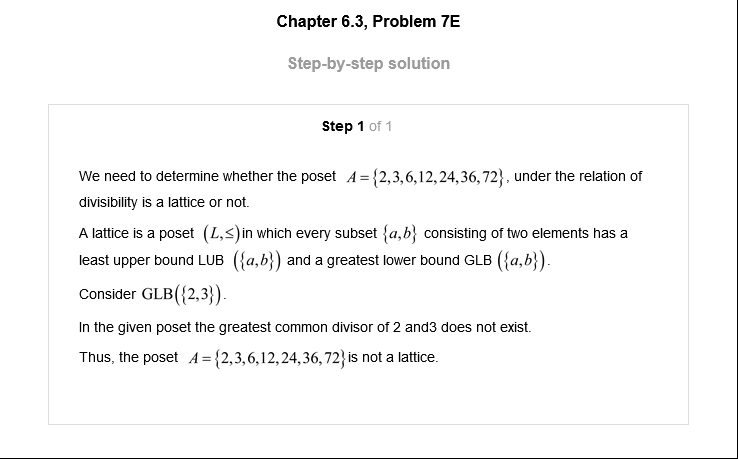 Chapter 6.3, Problem 7E
Step-by-step solution
Step 1 of 1
We need to determine whether the poset A={2,3,6,12,24,36,72}, under the relation of
divisibility is a lattice or not.
A lattice is a poset (L,≤)in which every subset {a,b} consisting of two elements has a
least upper bound LUB ({a,b}) and a greatest lower bound GLB ({a,b}).
Consider GLB({2,3}).
In the given poset the greatest common divisor of 2 and3 does not exist.
Thus, the poset A={2,3,6,12,24,36,72}is not a lattice.